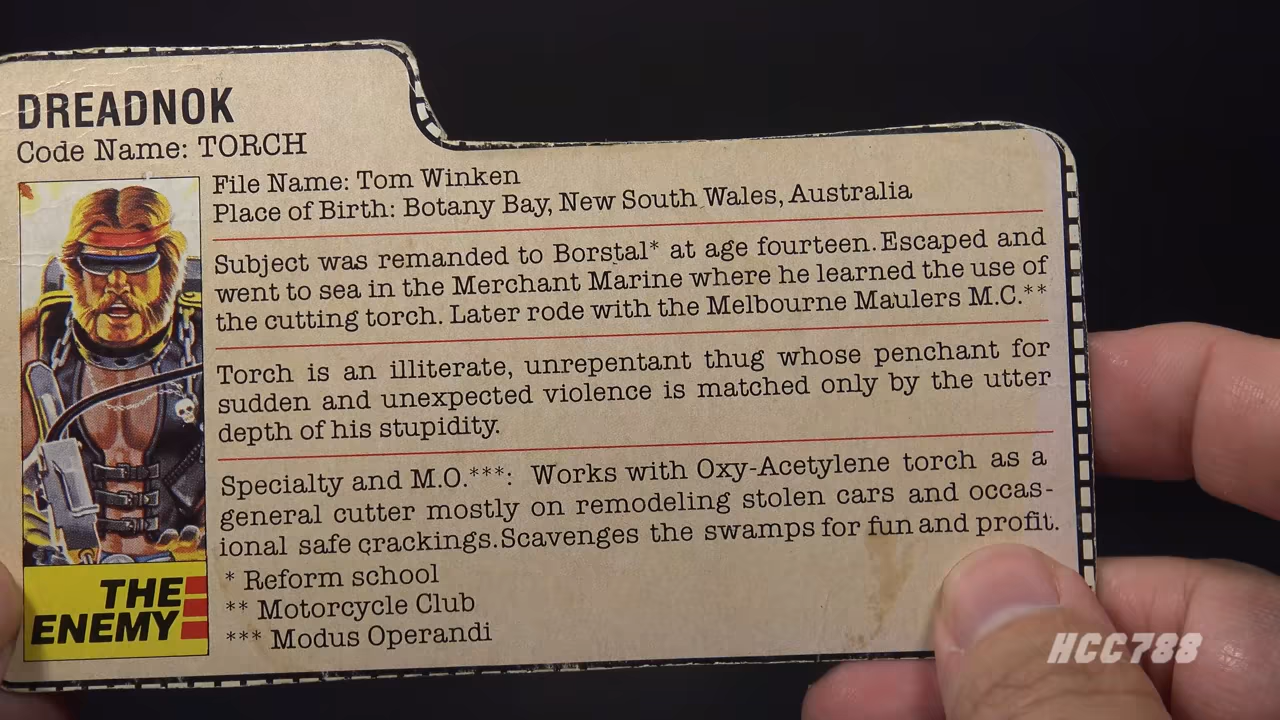 DREADNOK
Code Name: TORCH
File Name: Tom Winken
Place of Birth: Botany Bay, New South Wales, Australia
Subject was remanded to Borstal* at age fourteen. Escaped and
went to sea in the Merchant Marine where he learned the use of
the cutting torch. Later rode with the Melbourne Maulers M.C.**
Torch is an illiterate, unrepentant thug whose penchant for
sudden and unexpected violence is matched only by the utter
depth of his stupidity.
Specialty and M.O.***: Works with Oxy-Acetylene torch as a
general cutter mostly on remodeling stolen cars and occas-
ional safe crackings. Scavenges the swamps for fun and profit.
* Reform school
** Motorcycle Club
*** Modus Operandi
THE
ENEMY
HCC788